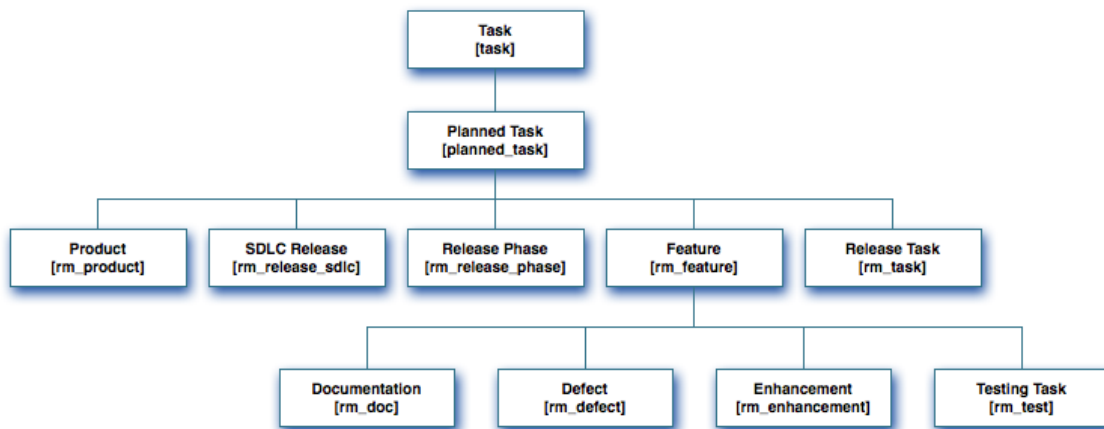 Task
[task]
Planned Task
[planned_task]
Product
[rm_product]
SDLC Release
[rm_release_sdlc]
Release Phase
[rm_release_phase]
Feature
[rm_feature]
Release Task
[rm_task]
Documentation
[rm_doc]
Defect
[rm_defect]
Enhancement
[rm_enhancement]
Testing Task
[rm_test]